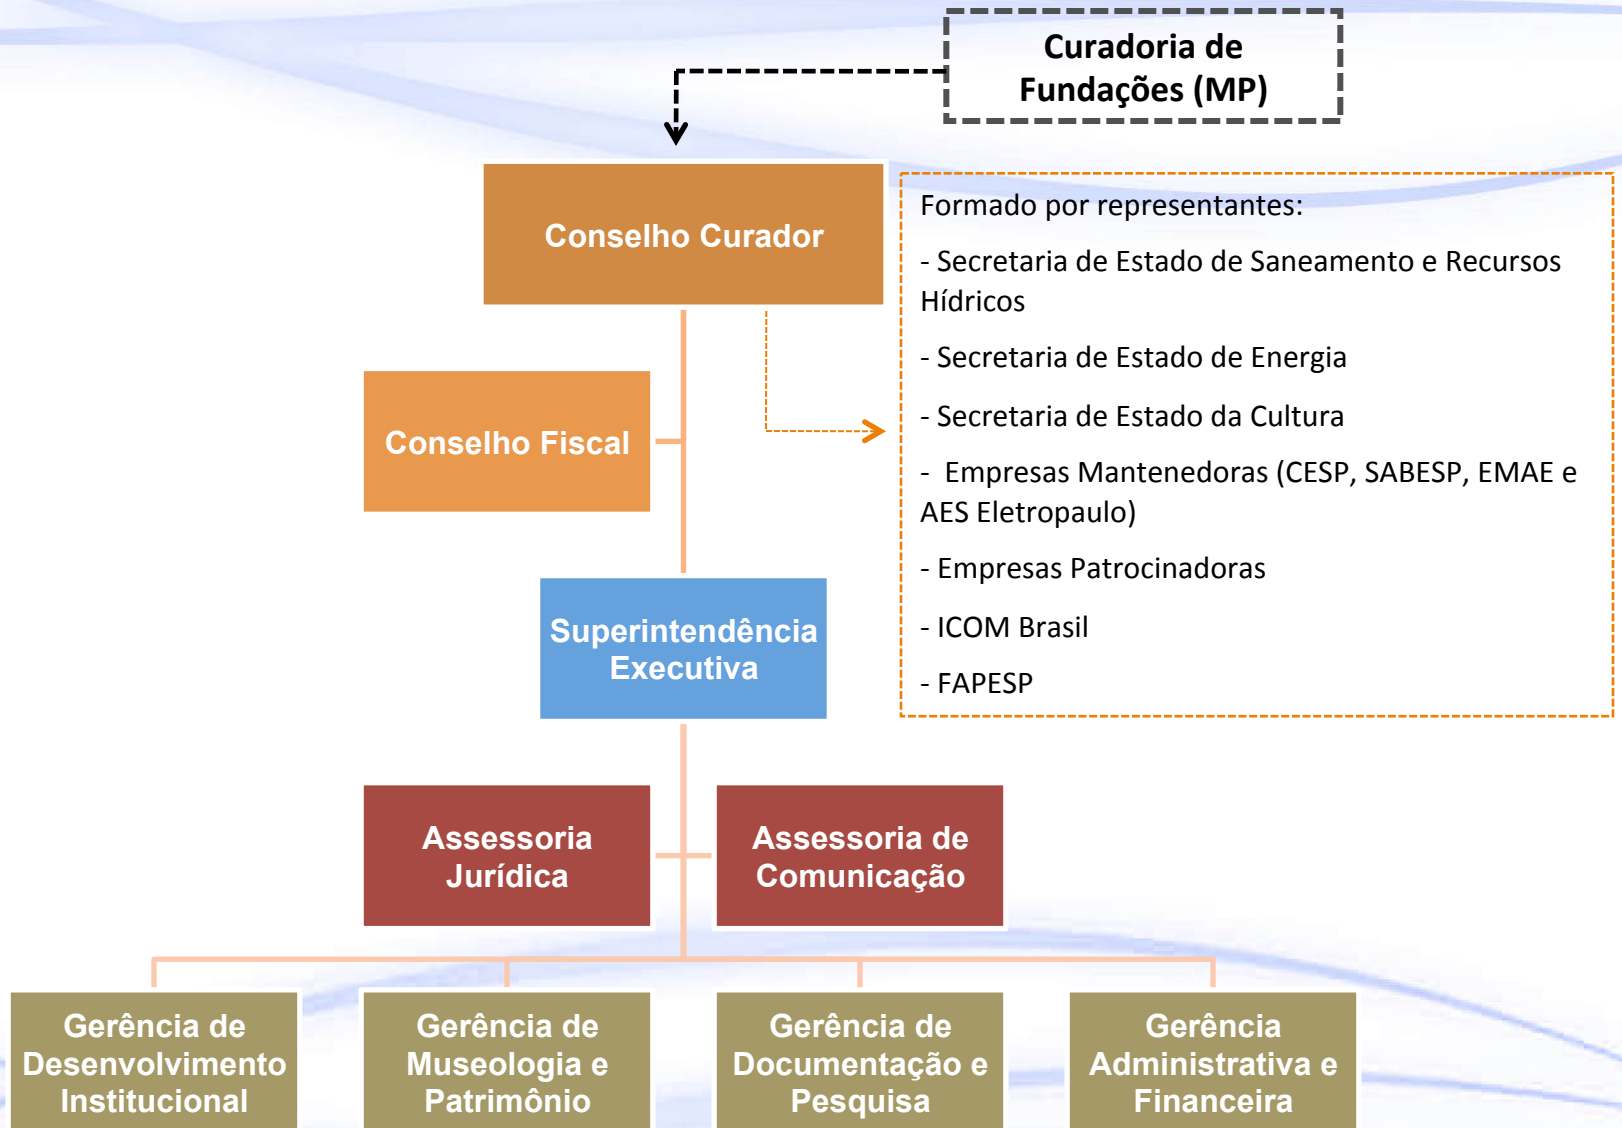 Curadoria de
Fundações (MP)
Conselho Curador
Formado por representantes:
- Secretaria de Estado de Saneamento e Recursos
Hídricos
- Secretaria de Estado de Energia
- Secretaria de Estado da Cultura
- Empresas Mantenedoras (CESP, SABESP, EMAE e
AES Eletropaulo)
- Empresas Patrocinadoras
- ICOM Brasil
- FAPESP
Conselho Fiscal
Superintendência
Executiva
Assessoria
Jurídica
Assessoria de
Comunicação
Gerência de
Desenvolvimento
Institucional
Gerência de
Museologia e
Patrimônio
Gerência de
Documentação e
Pesquisa
Gerência
Administrativa e
Financeira